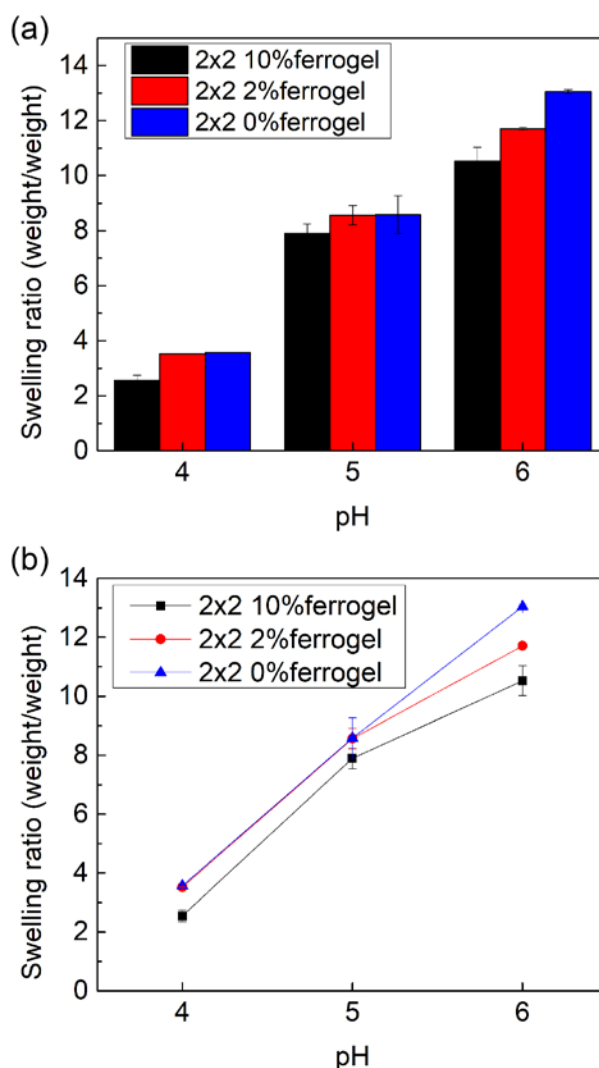 (a)
2x2 10%ferrogel
2x2 2%ferrogel
2x2 0%ferrogel
Swelling ratio (weight/weight)
14
12
10
8
6
4
2
0
4 5 6
pH
(b)
2x2 10%ferrogel
2x2 2%ferrogel
2x2 0%ferrogel
Swelling ratio (weight/weight)
14
12
10
8
6
4
2
0
4 5 6
pH